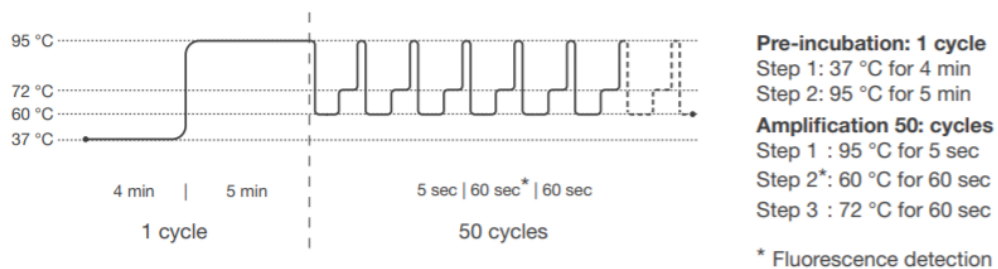 95 °C
72 °C
60 °C
37 °C
4 min | 5 min
1 cycle
5 sec | 60 sec* | 60 sec
50 cycles
Pre-incubation: 1 cycle
Step 1: 37 °C for 4 min
Step 2: 95 °C for 5 min
Amplification 50: cycles
Step 1 : 95 °C for 5 sec
Step 2*: 60 °C for 60 sec
Step 3 : 72 °C for 60 sec
* Fluorescence detection